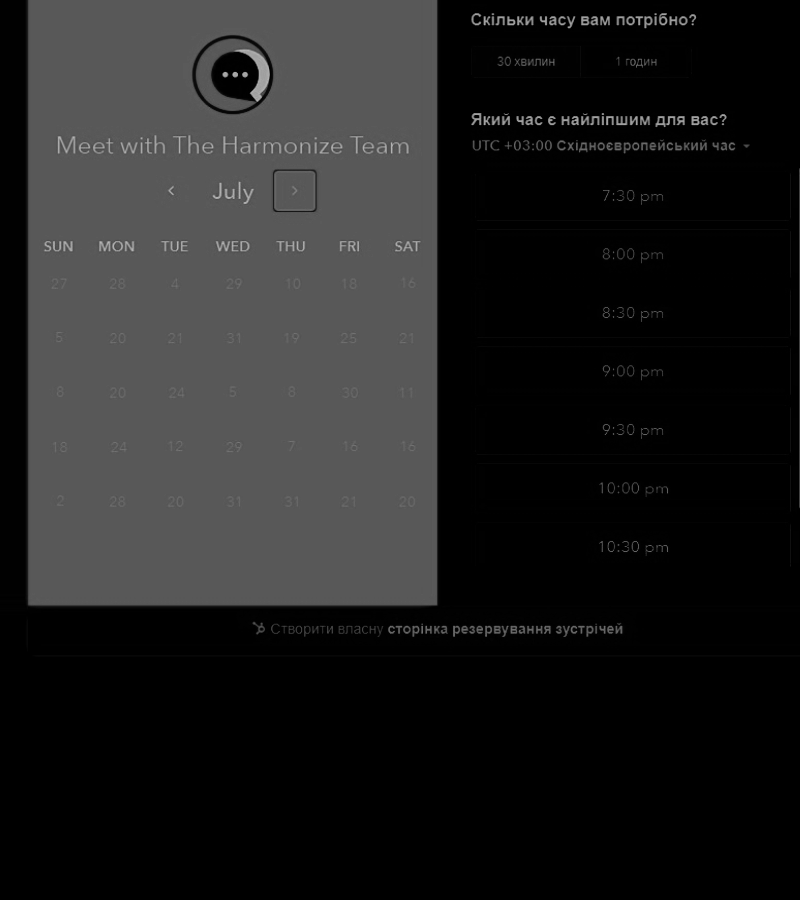 Meet with The Harmonize Team
July
SUN MON TUE WED THU FRI SAT
27 28 4 29 10 18 16
5 20 21 31 19 25 21
8 20 24 5 8 30 11
18 24 12 29 7 16 16
2 28 20 31 31 21 20
Скільки часу вам потрібно?
30 хвилин 1 годин
Який час є найліпшим для вас?
UTC +03:00 Східноєвропейський час
7:30 pm
8:00 pm
8:30 pm
9:00 pm
9:30 pm
10:00 pm
10:30 pm
Створити власну сторінка резервування зустрічей